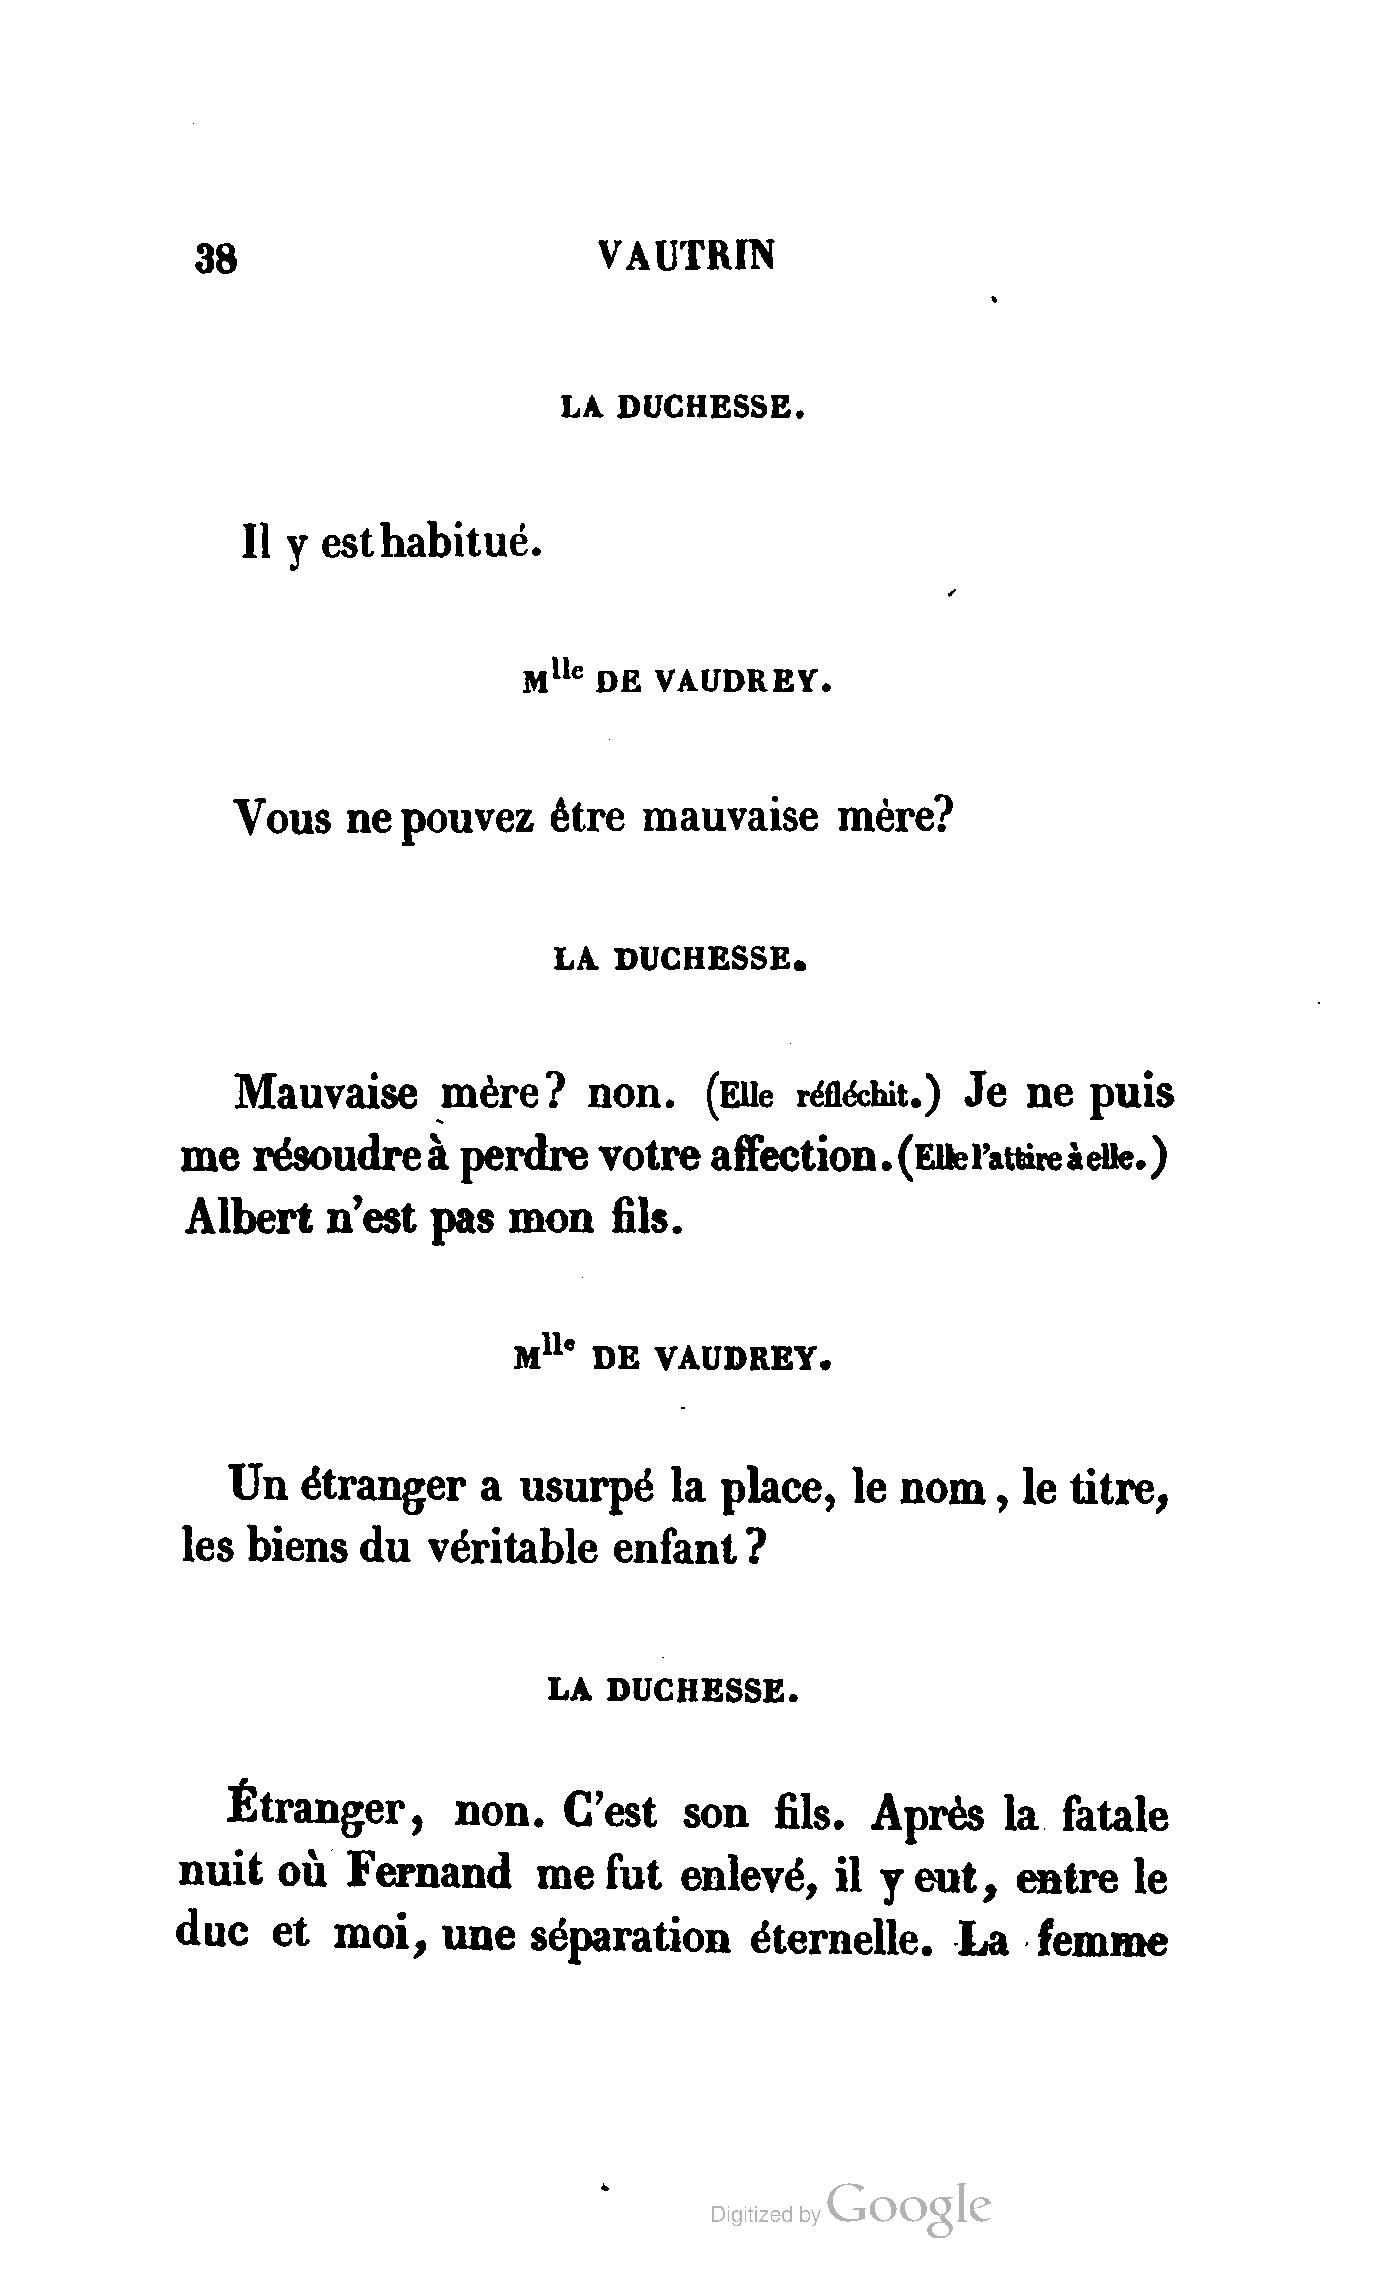 38 VAUTRIN
LA DUCHESSE.
Il y est habitué.
Mlle DE VAUDREY.
Vous ne pouvez être mauvaise mère?
LA DUCHESSE.
Mauvaise mère? non. (Elle réfléchit.) Je ne puis
me résoudre à perdre votre affection. (Elle l'attire à elle.)
Albert n'est pas mon fils.
Mlle DE VAUDREY.
Un étranger a usurpé la place, le nom, le titre,
les biens du véritable enfant?
LA DUCHESSE.
Étranger, non. C'est son fils. Après la fatale
nuit où Fernand me fut enlevé, il y eut, entre le
duc et moi, une séparation éternelle. La femme
Digitized by Google